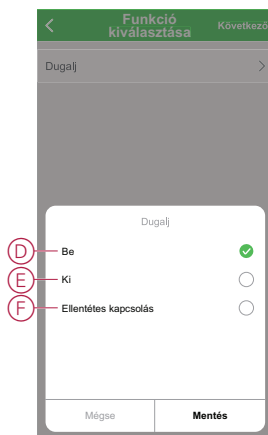 Funkció
kiválasztása
Következő
Dugalj
Dugalj
D Be
E Ki
F Ellentétes kapcsolás
Mégse
Mentés